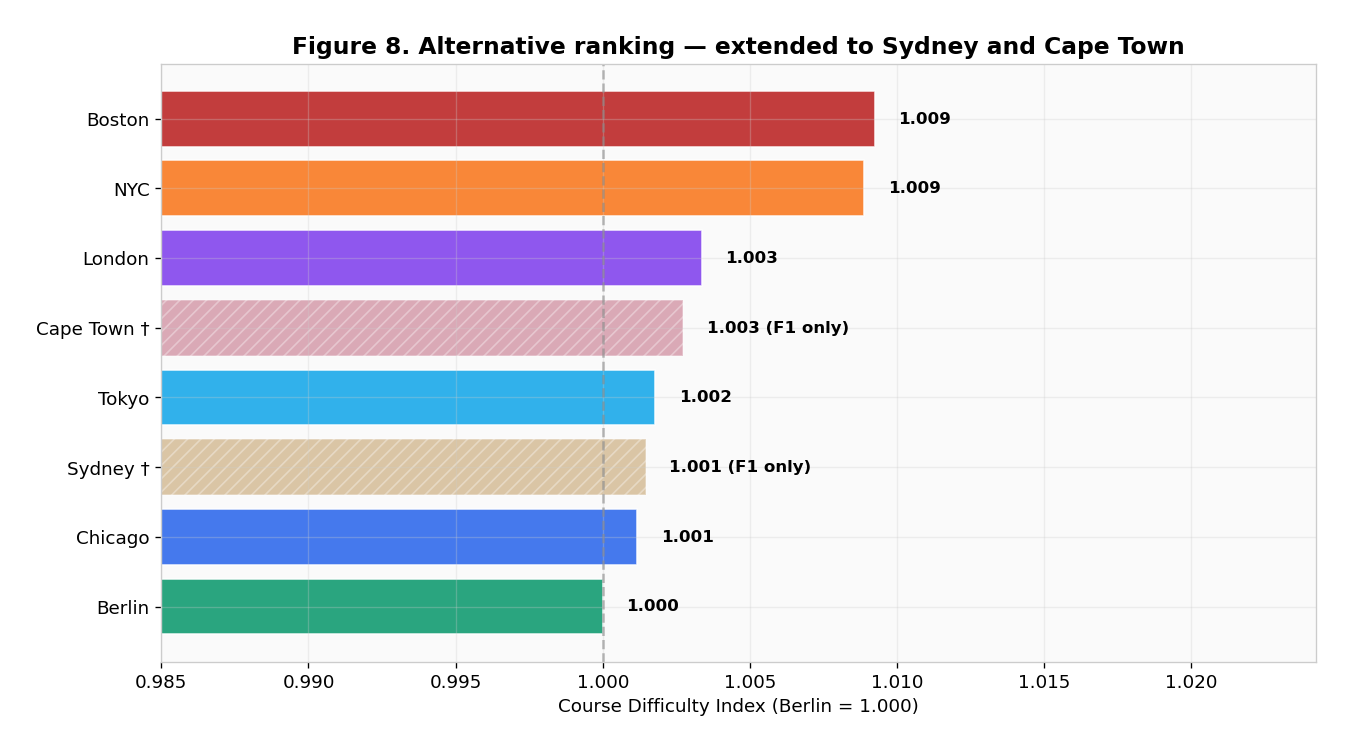 Figure 8. Alternative ranking — extended to Sydney and Cape Town
Boston 1.009
NYC 1.009
London 1.003
Cape Town † 1.003 (F1 only)
Tokyo 1.002
Sydney † 1.001 (F1 only)
Chicago 1.001
Berlin 1.000
0.985 0.990 0.995 1.000 1.005 1.010 1.015 1.020
Course Difficulty Index (Berlin = 1.000)